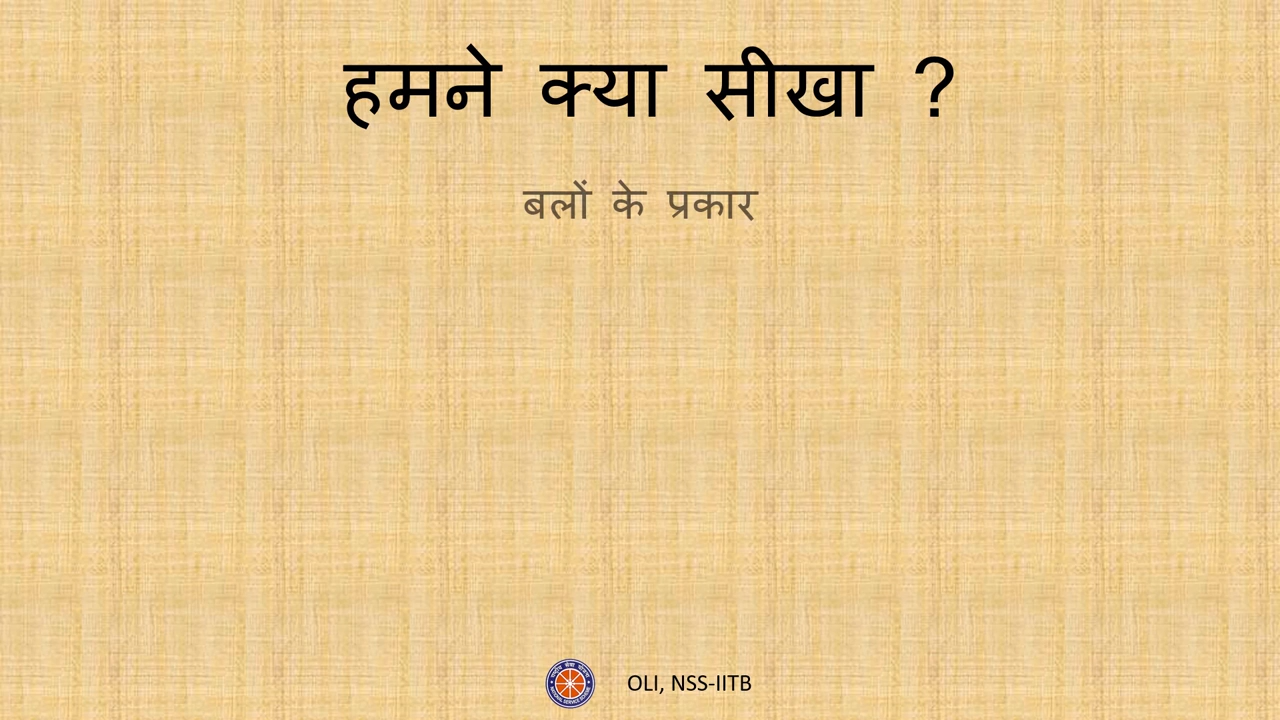 हमने क्या सीखा ?
बलों के प्रकार
OLI, NSS-IITB